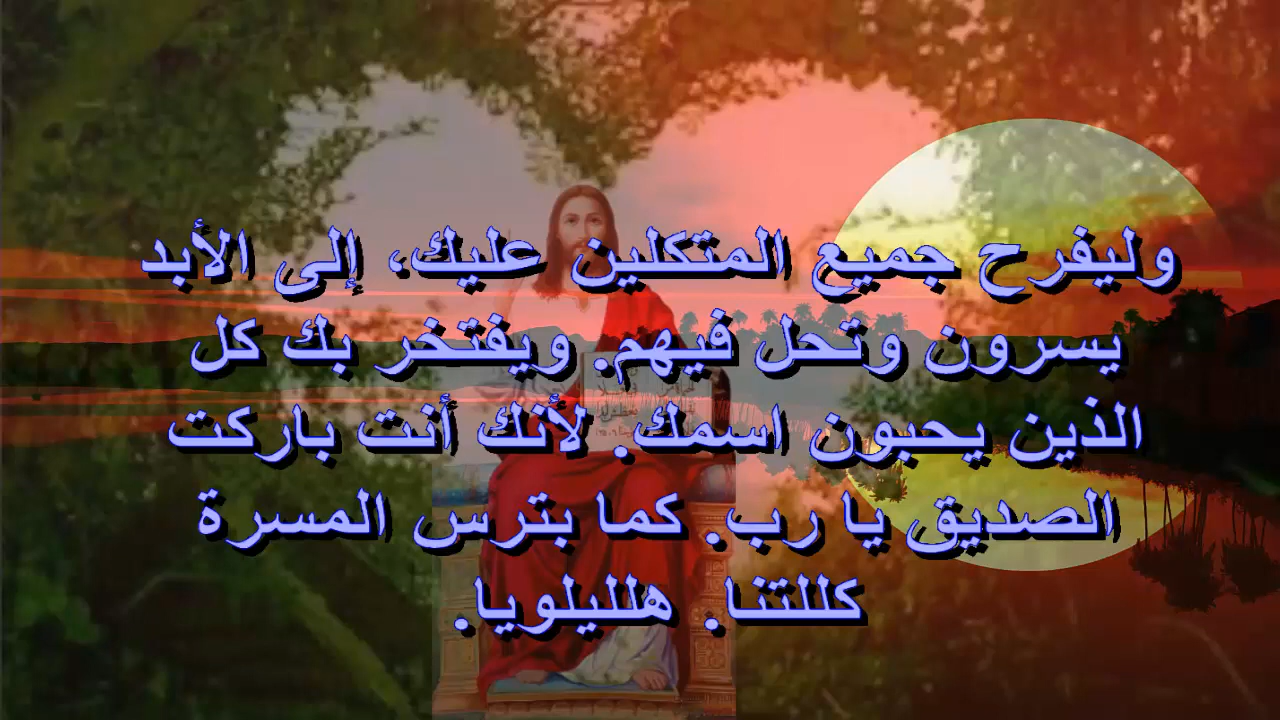 وليفرح جميع المتكلين عليك، إلى الأبد
يسرون وتحل فيهم. ويفتخر بك كل
الذين يحبون اسمك. لأنك أنت باركت
الصديق يا رب. كما بترس المسرة
كللتنا. هلليلويا.